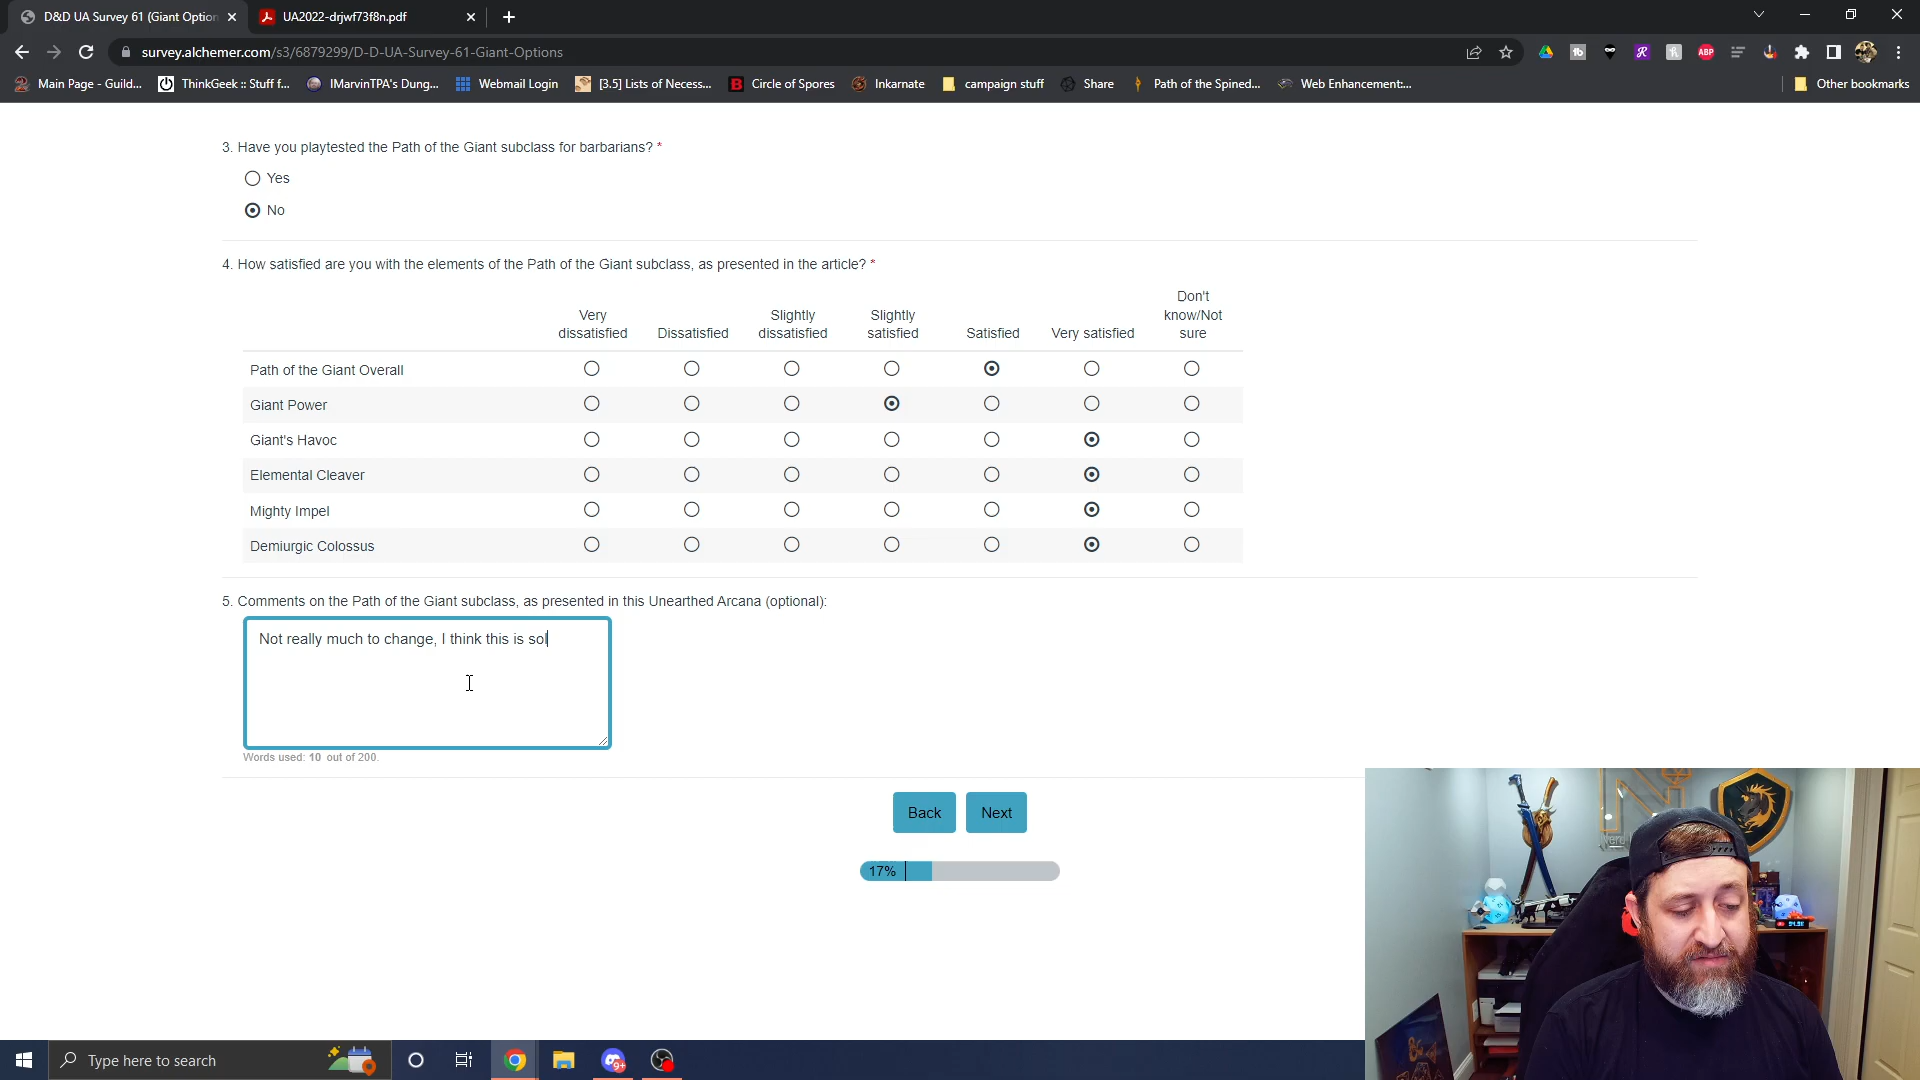 D&D UA Survey 61 (Giant Option
UA2022-drjwf73f8n.pdf
survey.alchemer.com/s3/6879299/D-D-UA-Survey-61-Giant-Options
ABP
Main Page - Guild...
ThinkGeek :: Stuff f...
IMarvinTPA's Dung...
Webmail Login
[3.5] Lists of Necess...
Circle of Spores
Inkarnate
campaign stuff
Share
Path of the Spined...
Web Enhancement:...
Other bookmarks
3. Have you playtested the Path of the Giant subclass for barbarians? *
Yes
No
4. How satisfied are you with the elements of the Path of the Giant subclass, as presented in the article? *
Very dissatisfied
Dissatisfied
Slightly dissatisfied
Slightly satisfied
Satisfied
Very satisfied
Don't know/Not sure
Path of the Giant Overall
Giant Power
Giant's Havoc
Elemental Cleaver
Mighty Impel
Demiurgic Colossus
5. Comments on the Path of the Giant subclass, as presented in this Unearthed Arcana (optional):
Not really much to change, I think this is sol
Words used: 10 out of 200.
Back
Next
17%
Type here to search
9+